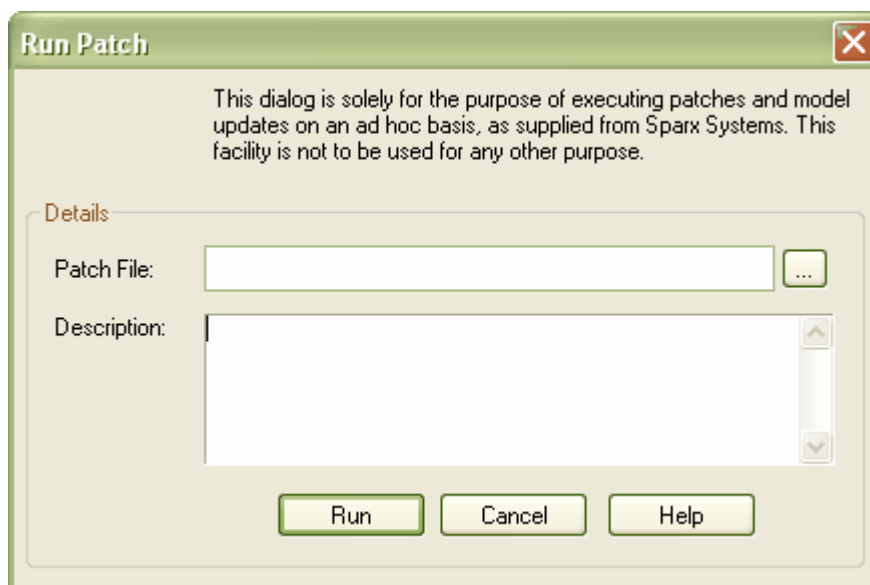 Run Patch
This dialog is solely for the purpose of executing patches and model
updates on an ad hoc basis, as supplied from Sparx Systems. This
facility is not to be used for any other purpose.
Details
Patch File:
...
Description:
Run Cancel Help